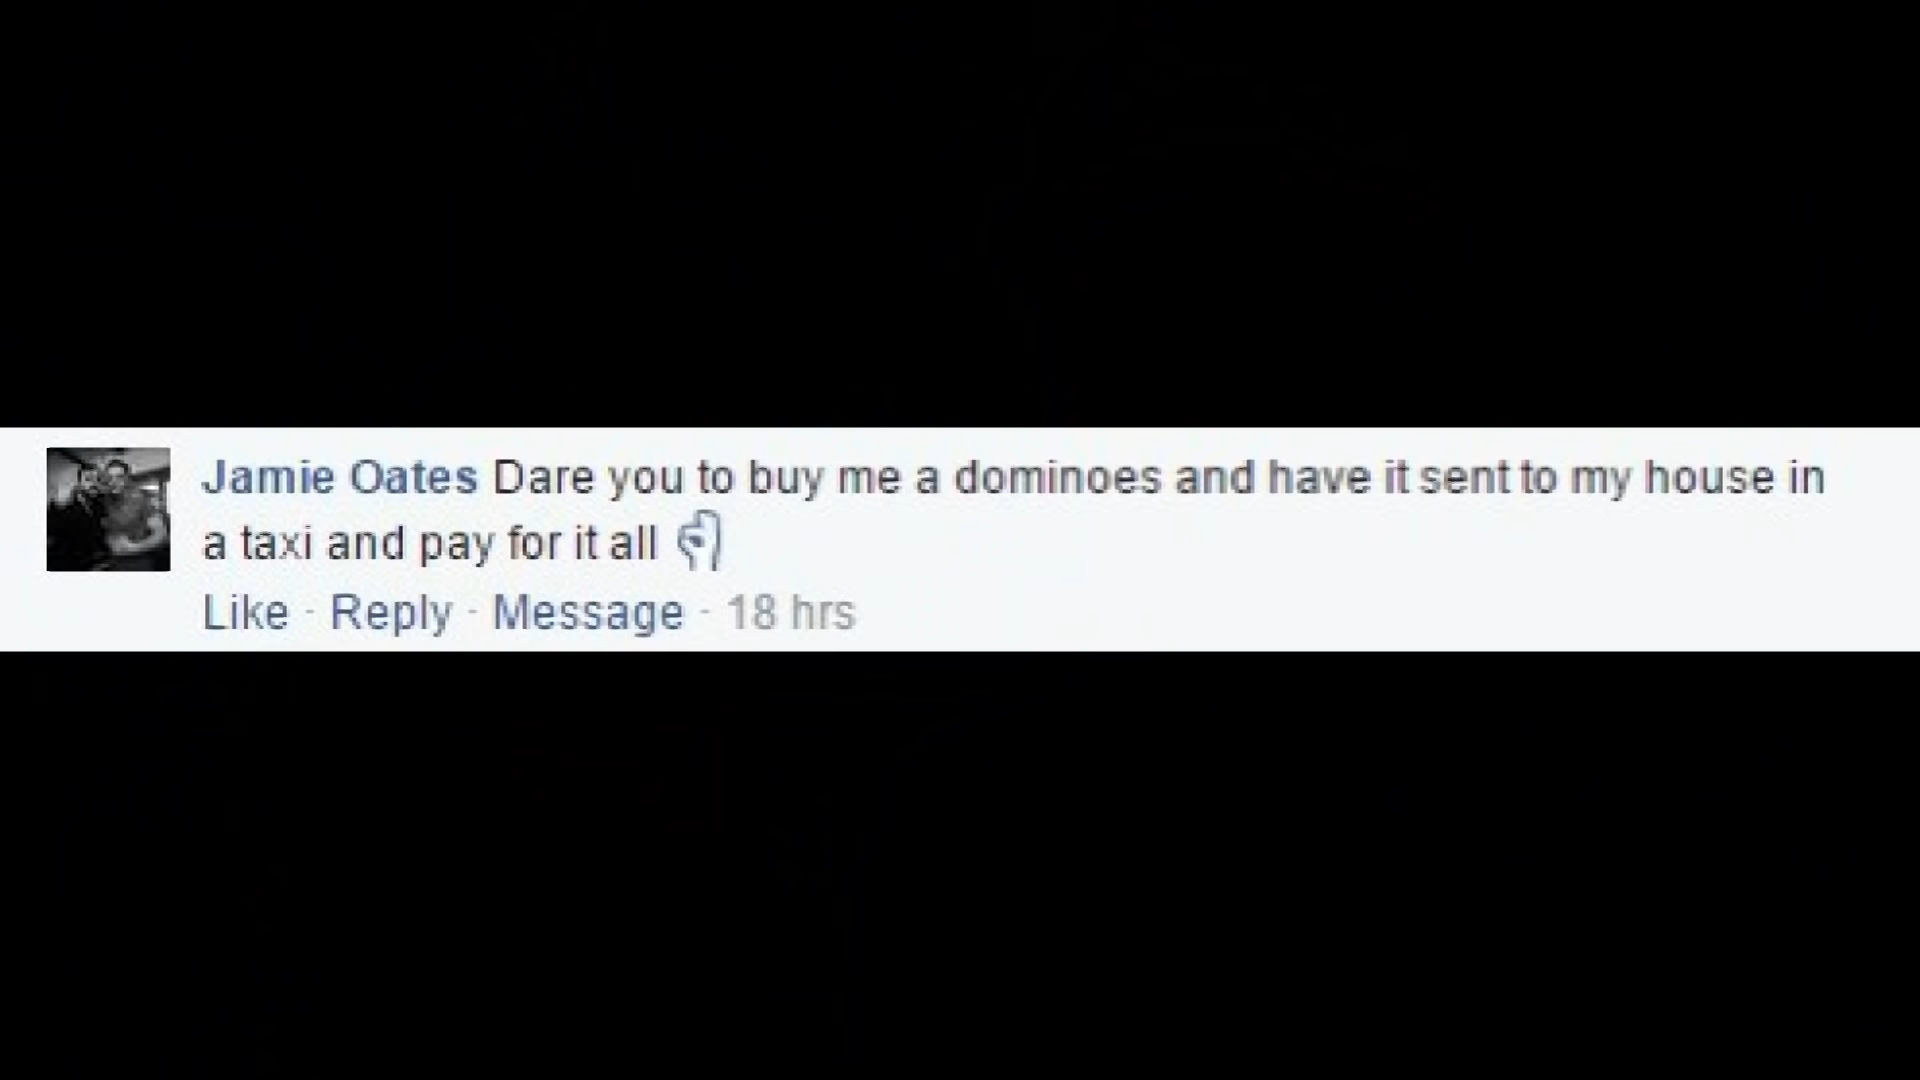 Jamie Oates Dare you to buy me a dominoes and have it sent to my house in
a taxi and pay for it all 👌
Like · Reply · Message · 18 hrs